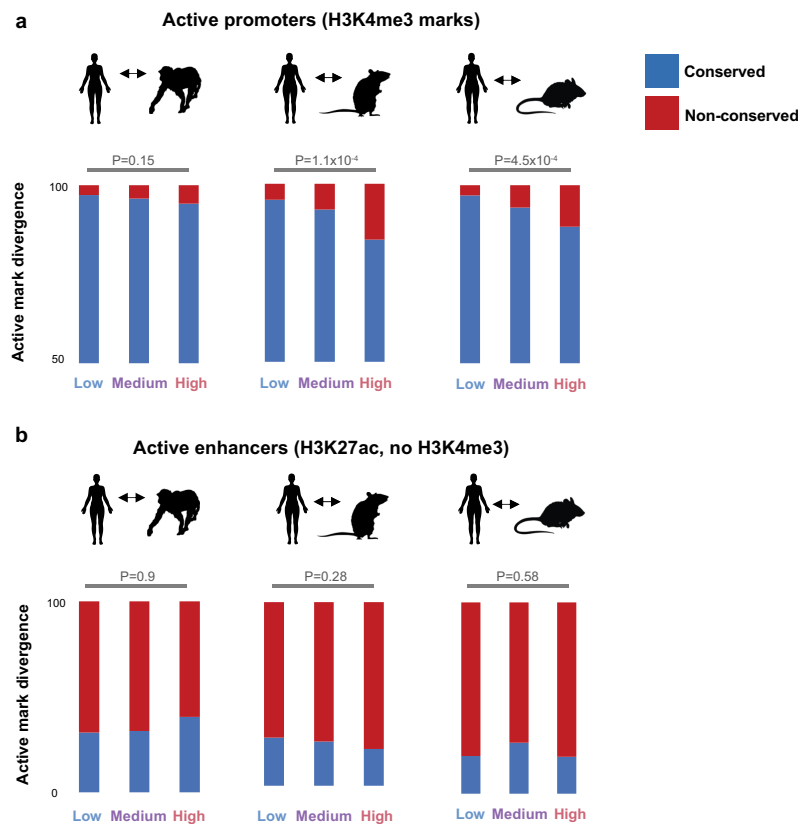 a
Active promoters (H3K4me3 marks)
Conserved
Non-conserved
P=0.15
P=1.1x10⁻⁴
P=4.5x10⁻⁴
Active mark divergence
100
50
Low Medium High
Low Medium High
Low Medium High
b
Active enhancers (H3K27ac, no H3K4me3)
P=0.9
P=0.28
P=0.58
Active mark divergence
100
0
Low Medium High
Low Medium High
Low Medium High